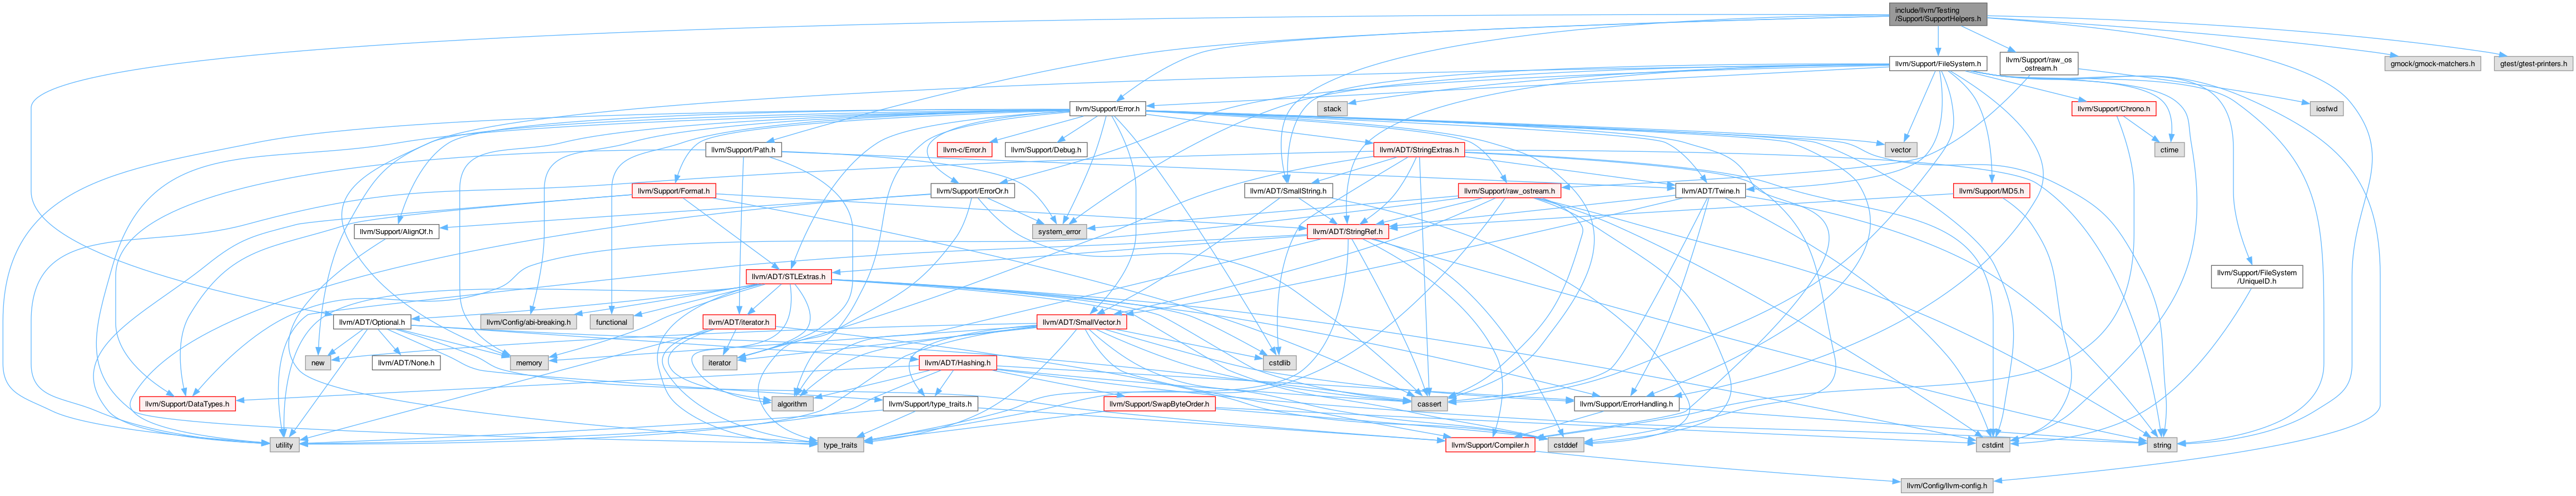 include/llvm/Testing
/Support/SupportHelpers.h
llvm/Support/FileSystem.h
llvm/Support/raw_os
_ostream.h
gmock/gmock-matchers.h
gtest/gtest-printers.h
llvm/Support/Error.h
stack
llvm/Support/Chrono.h
iosfwd
llvm/Support/Path.h
llvm-c/Error.h
llvm/Support/Debug.h
llvm/ADT/StringExtras.h
vector
ctime
llvm/Support/Format.h
llvm/Support/ErrorOr.h
llvm/ADT/SmallString.h
llvm/Support/raw_ostream.h
llvm/ADT/Twine.h
llvm/Support/MD5.h
llvm/Support/AlignOf.h
system_error
llvm/ADT/StringRef.h
llvm/ADT/STLExtras.h
llvm/Support/FileSystem
/UniqueID.h
llvm/ADT/Optional.h
llvm/Config/abi-breaking.h
functional
llvm/ADT/iterator.h
llvm/ADT/SmallVector.h
new
llvm/ADT/None.h
memory
iterator
llvm/ADT/Hashing.h
cstdlib
llvm/Support/DataTypes.h
algorithm
llvm/Support/type_traits.h
llvm/Support/SwapByteOrder.h
cassert
llvm/Support/ErrorHandling.h
utility
type_traits
llvm/Support/Compiler.h
cstddef
cstdint
string
llvm/Config/llvm-config.h